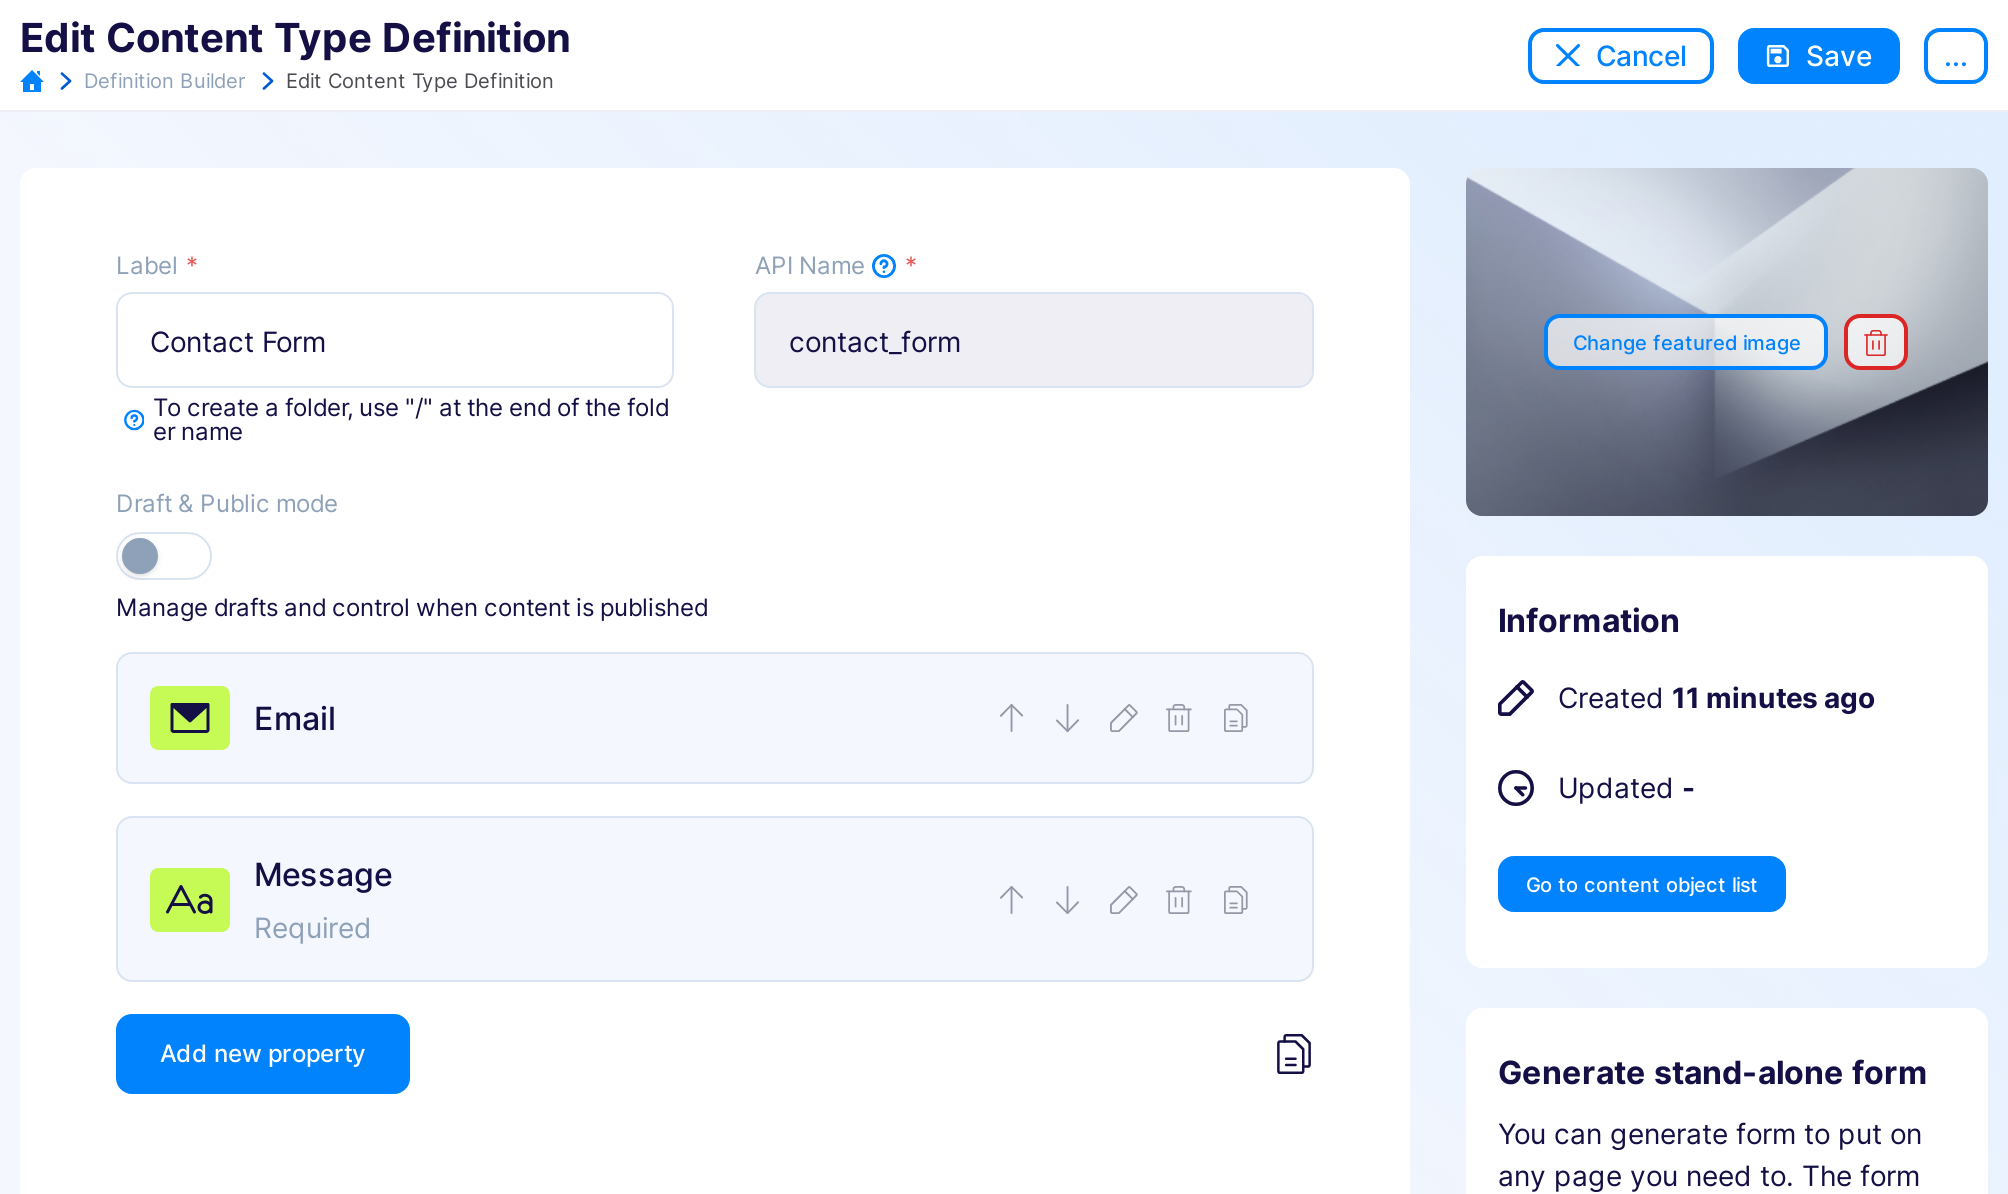 Edit Content Type Definition
Definition Builder
Edit Content Type Definition
Cancel
Save
...
Label *
API Name *
Contact Form
contact_form
To create a folder, use "/" at the end of the fold
er name
Draft & Public mode
Manage drafts and control when content is published
Email
Message
Required
Aa
Add new property
Change featured image
Information
Created 11 minutes ago
Updated -
Go to content object list
Generate stand-alone form
You can generate form to put on
any page you need to. The form